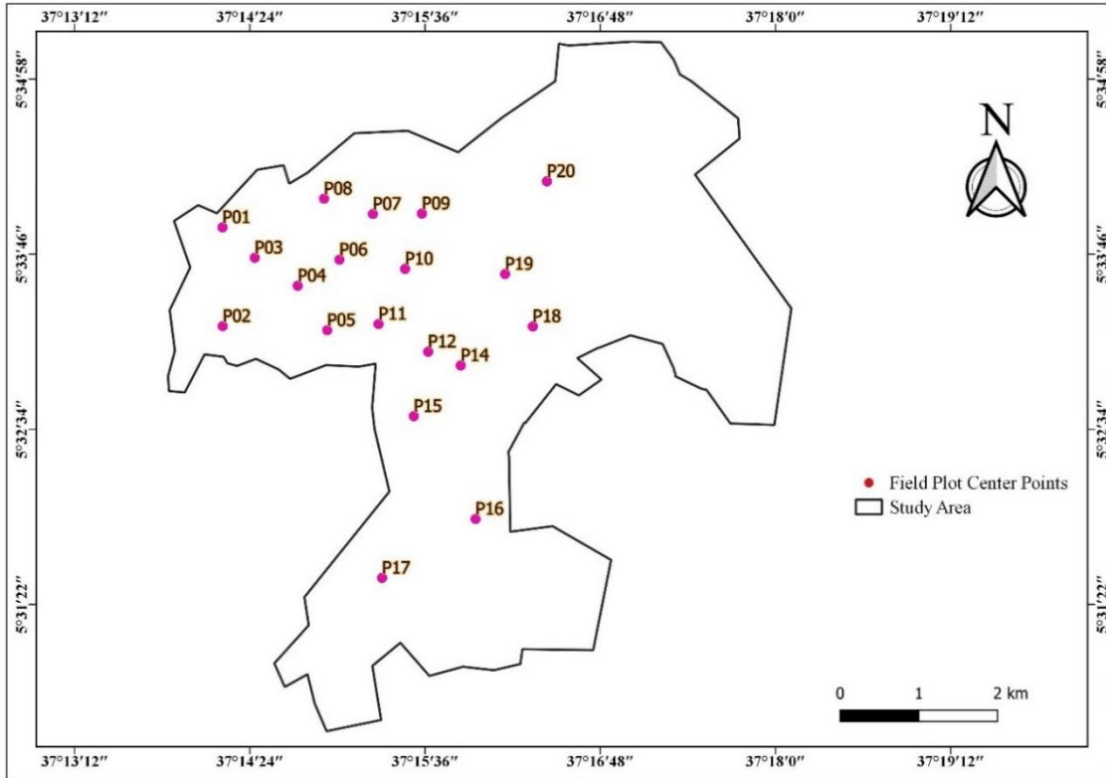 37°13'12'' 37°14'24'' 37°15'36'' 37°16'48'' 37°18'0'' 37°19'12''
5°34'58'' 5°34'58''
N
P20
P08
P07 P09
P01
P03 P06
P10
P19
P04
5°33'46'' 5°33'46''
P02
P05 P11
P18
P12
P14
P15
5°32'34'' 5°32'34''
Field Plot Center Points
Study Area
P16
P17
5°31'22'' 5°31'22''
0 1 2 km
37°13'12'' 37°14'24'' 37°15'36'' 37°16'48'' 37°18'0'' 37°19'12''